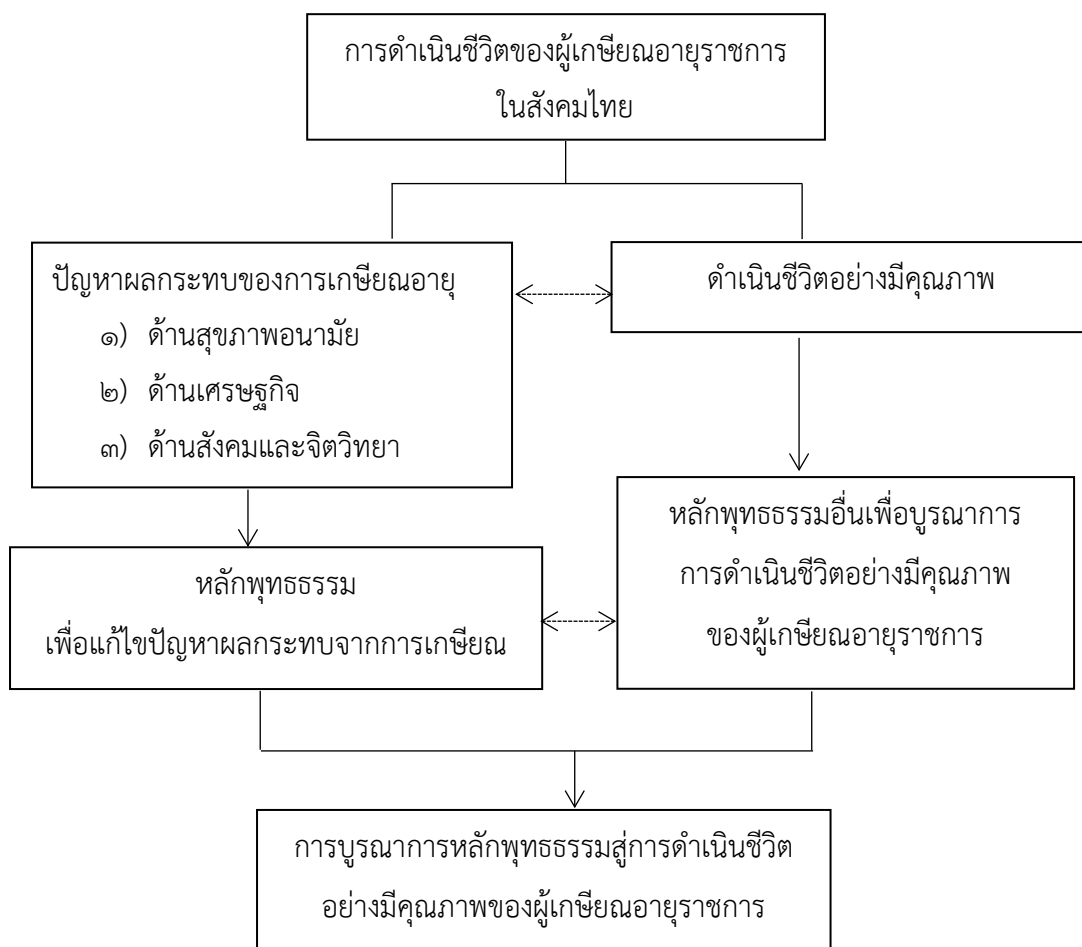 การดำเนินชีวิตของผู้เกษียณอายุราชการ
ในสังคมไทย
ปัญหาผลกระทบของการเกษียณอายุ
๑) ด้านสุขภาพอนามัย
๒) ด้านเศรษฐกิจ
๓) ด้านสังคมและจิตวิทยา
ดำเนินชีวิตอย่างมีคุณภาพ
หลักพุทธธรรม
เพื่อแก้ไขปัญหาผลกระทบจากการเกษียณ
หลักพุทธธรรมอื่นเพื่อบูรณาการ
การดำเนินชีวิตอย่างมีคุณภาพ
ของผู้เกษียณอายุราชการ
การบูรณาการหลักพุทธธรรมสู่การดำเนินชีวิต
อย่างมีคุณภาพของผู้เกษียณอายุราชการ